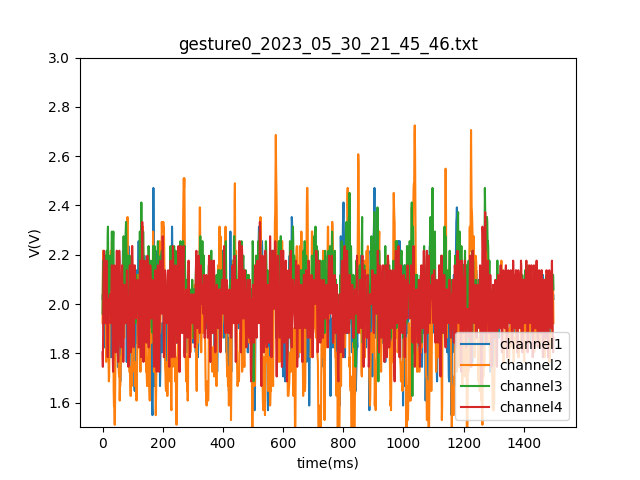 gesture0_2023_05_30_21_45_46.txt
3.0
2.8
2.6
2.4
2.2
2.0
1.8
1.6
V(V)
channel1
channel2
channel3
channel4
0 200 400 600 800 1000 1200 1400
time(ms)